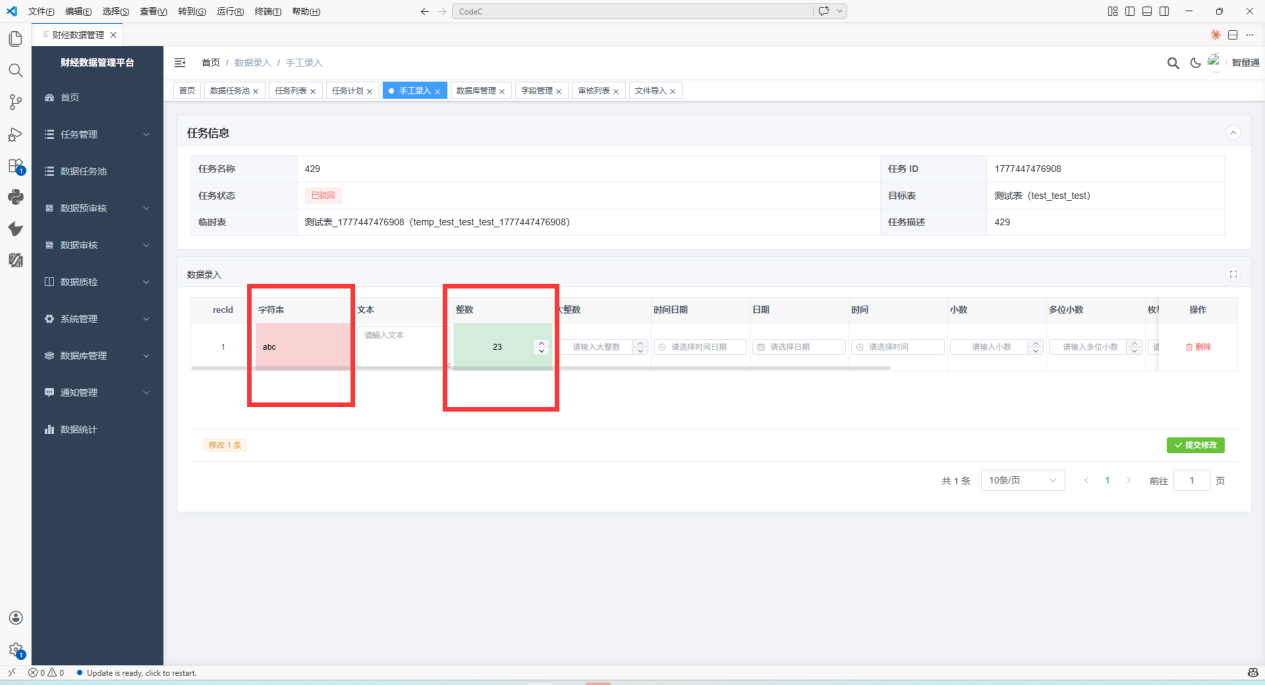 文件(F) 编辑(E) 选择(S) 查看(V) 转到(G) 运行(R) 终端(T) 帮助(H) CodeC
财经数据管理
财经数据管理平台
首页
任务管理
数据任务池
数据预审核
数据审核
数据质检
系统管理
数据库管理
通知管理
数据统计
首页 / 数据录入 / 手工录入 智量通
首页 数据任务池 任务列表 任务计划 手工录入 数据库管理 字段管理 审核列表 文件导入
任务信息
任务名称 429 任务 ID 1777447476908
任务状态 已驳回 目标表 测试表（test_test_test）
临时表 测试表_1777447476908（temp_test_test_test_1777447476908） 任务描述 429
数据录入
recId 字符串 文本 整数 大整数 时间日期 日期 时间 小数 多位小数 操作
1 abc 请输入文本 23 请输入大整数 请选择时间日期 请选择日期 请选择时间 请输入小数 请输入多位小数 删除
修改 1 条 提交修改
共 1 条 10条/页 1 前往 1 页
0 0 Update is ready, click to restart.